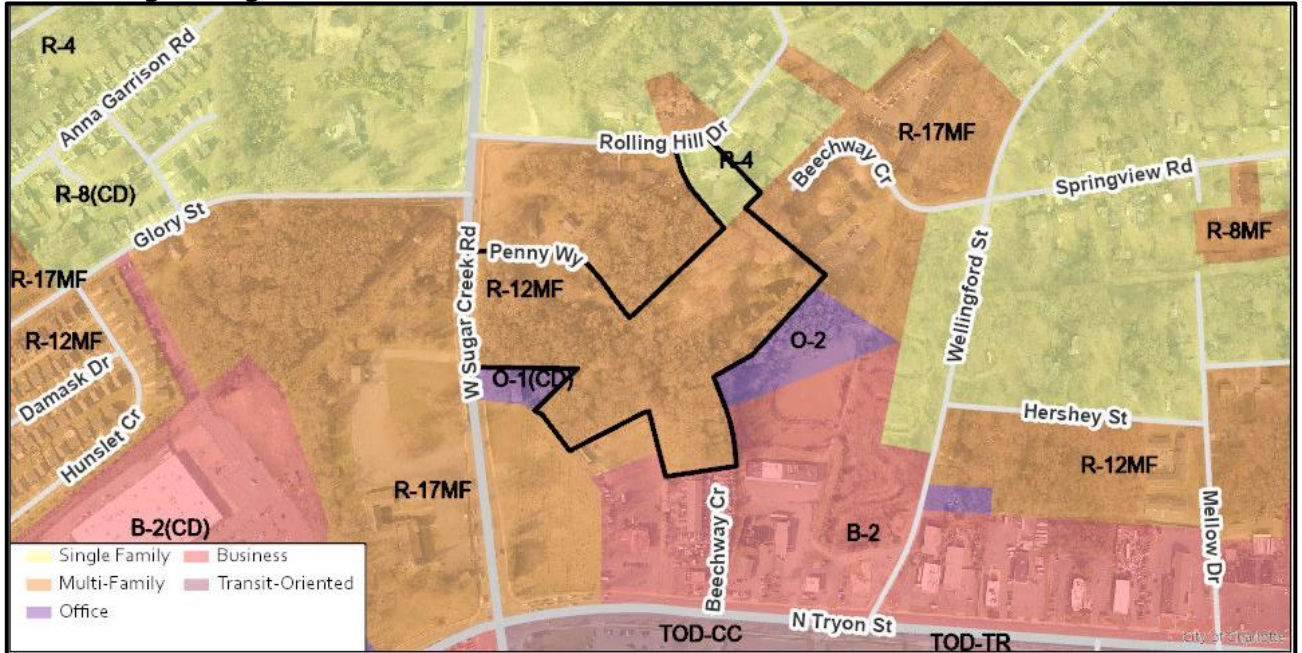 R-4
Anna Garrison Rd
R-8(CD)
Glory St
R-17MF
R-12MF
Damask Dr
Hunslet Cr
B-2(CD)
R-17MF
W Sugar Creek Rd
Rolling Hill Dr
R-4
Penny Wy
R-12MF
O-1(CD)
O-2
Beechway Cr
R-17MF
Springview Rd
R-8MF
Wellingford St
Hershey St
R-12MF
Mellow Dr
B-2
Beechway Cr
N Tryon St
TOD-CC
TOD-TR
Single Family
Business
Multi-Family
Transit-Oriented
Office
City of Charlotte